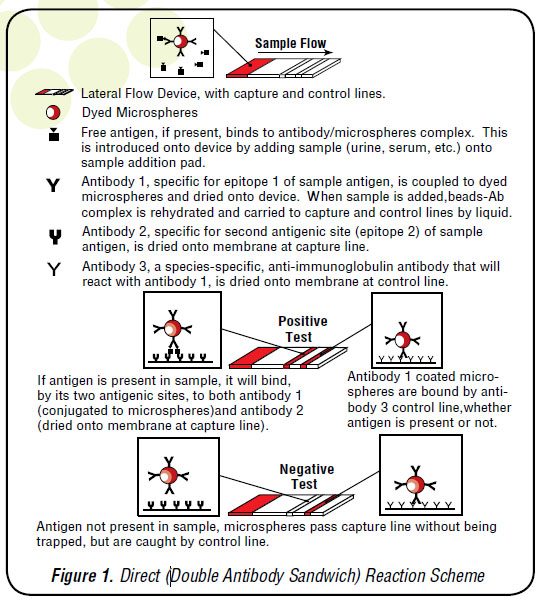 Sample Flow
Lateral Flow Device, with capture and control lines.
Dyed Microspheres
Free antigen, if present, binds to antibody/microspheres complex. This
is introduced onto device by adding sample (urine, serum, etc.) onto
sample addition pad.
Antibody 1, specific for epitope 1 of sample antigen, is coupled to dyed
microspheres and dried onto device. When sample is added,beads-Ab
complex is rehydrated and carried to capture and control lines by liquid.
Antibody 2, specific for second antigenic site (epitope 2) of sample
antigen, is dried onto membrane at capture line.
Antibody 3, a species-specific, anti-immunoglobulin antibody that will
react with antibody 1, is dried onto membrane at control line.
Positive
Test
If antigen is present in sample, it will bind,
by its two antigenic sites, to both antibody 1
(conjugated to microspheres)and antibody 2
(dried onto membrane at capture line).
Antibody 1 coated micro-
spheres are bound by anti-
body 3 control line,whether
antigen is present or not.
Negative
Test
Antigen not present in sample, microspheres pass capture line without being
trapped, but are caught by control line.
Figure 1. Direct (Double Antibody Sandwich) Reaction Scheme